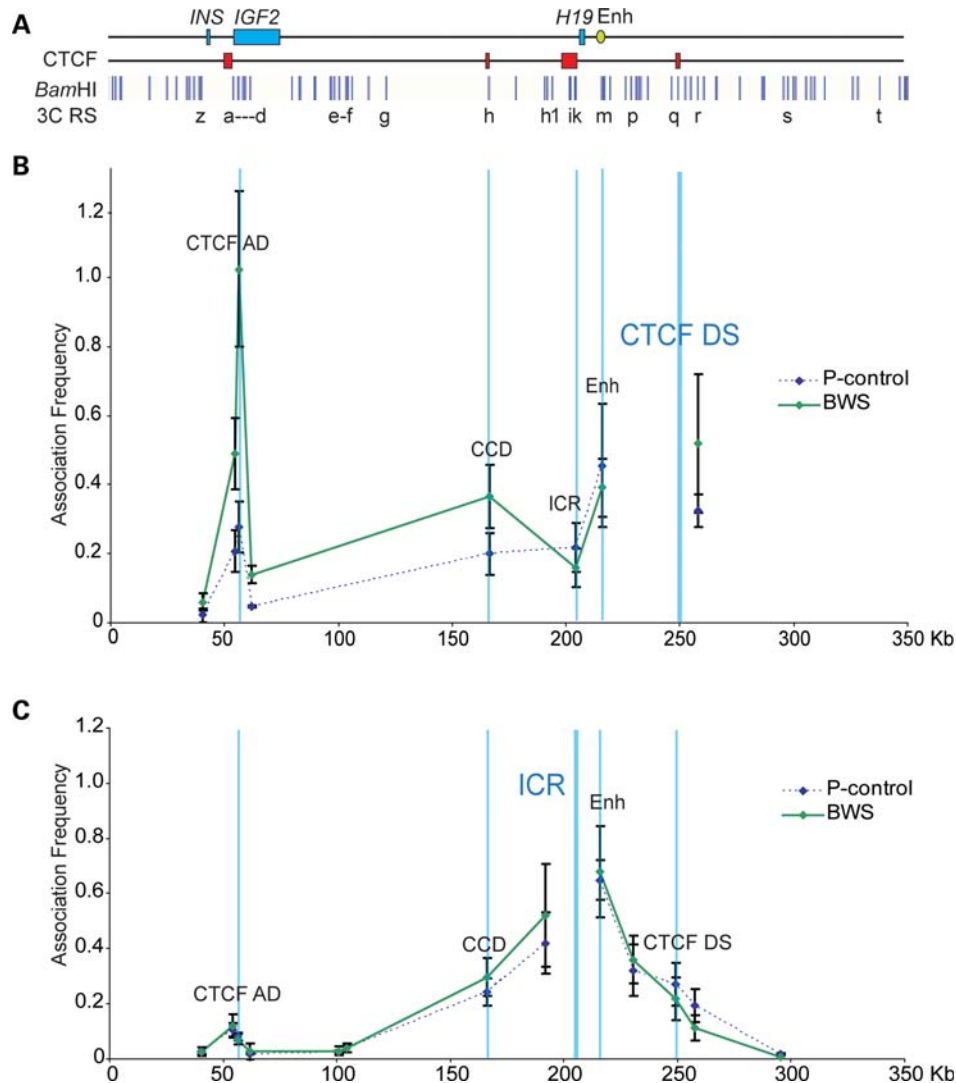 A
INS IGF2 H19 Enh
CTCF
BamHI
3C RS z a---d e-f g h h1 ik m p q r s t
B
Association Frequency
1.2
1.0
0.8
0.6
0.4
0.2
0
CTCF AD
CCD
ICR
Enh
CTCF DS
P-control
BWS
0 50 100 150 200 250 300 350 Kb
C
Association Frequency
1.2
1.0
0.8
0.6
0.4
0.2
0
CTCF AD
CCD
ICR
Enh
CTCF DS
P-control
BWS
0 50 100 150 200 250 300 350 Kb